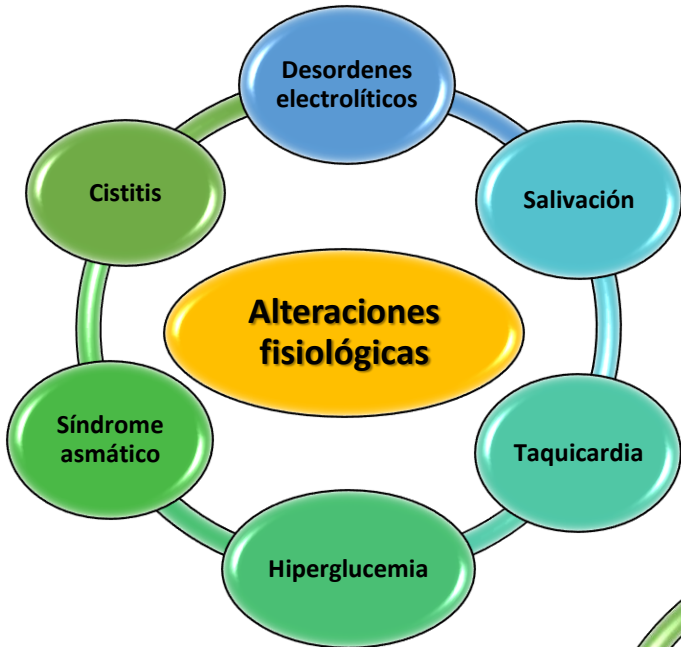 Desordenes
electrolíticos
Salivación
Taquicardia
Hiperglucemia
Síndrome
asmático
Cistitis
Alteraciones
fisiológicas